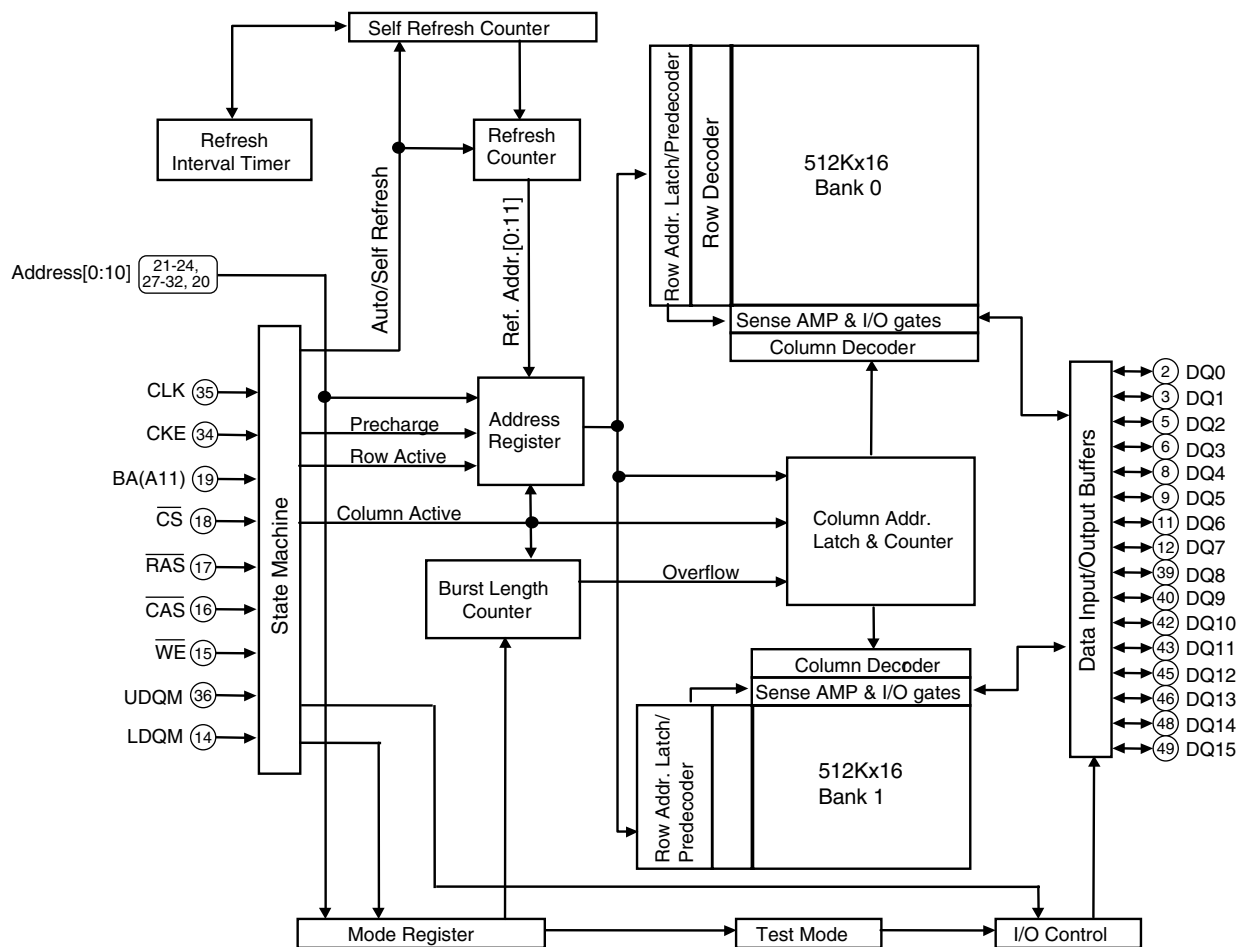 Self Refresh Counter
Refresh
Interval Timer
Refresh
Counter
Auto/Self Refresh
Ref. Addr.[0:11]
Address[0:10]
21-24,
27-32, 20
Row Addr. Latch/Predecoder
Row Decoder
512Kx16
Bank 0
Sense AMP & I/O gates
Column Decoder
State Machine
CLK 35
CKE 34
BA(A11) 19
CS 18
RAS 17
CAS 16
WE 15
UDQM 36
LDQM 14
Precharge
Row Active
Column Active
Address
Register
Burst Length
Counter
Overflow
Column Addr.
Latch & Counter
Column Decoder
Sense AMP & I/O gates
Row Addr. Latch/
Predecoder
512Kx16
Bank 1
Data Input/Output Buffers
2 DQ0
3 DQ1
5 DQ2
6 DQ3
8 DQ4
9 DQ5
11 DQ6
12 DQ7
39 DQ8
40 DQ9
42 DQ10
43 DQ11
45 DQ12
46 DQ13
48 DQ14
49 DQ15
Mode Register
Test Mode
I/O Control